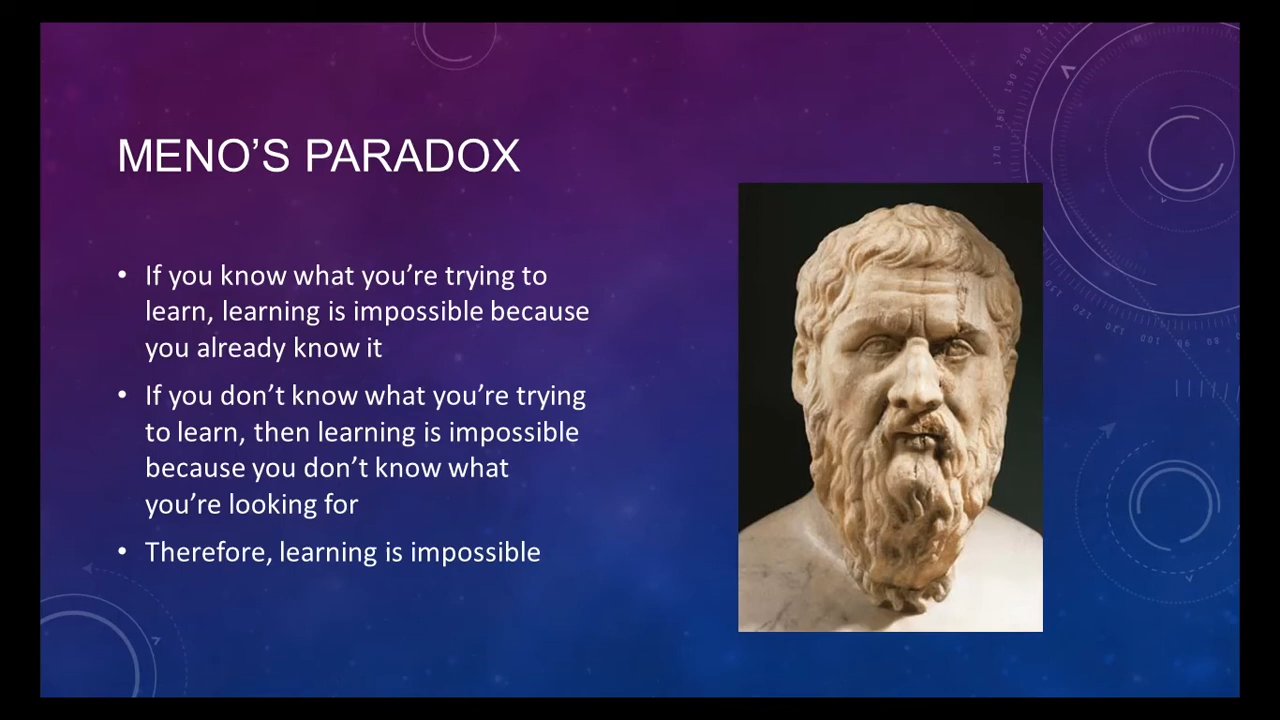 MENO’S PARADOX
• If you know what you’re trying to
learn, learning is impossible because
you already know it
• If you don’t know what you’re trying
to learn, then learning is impossible
because you don’t know what
you’re looking for
• Therefore, learning is impossible